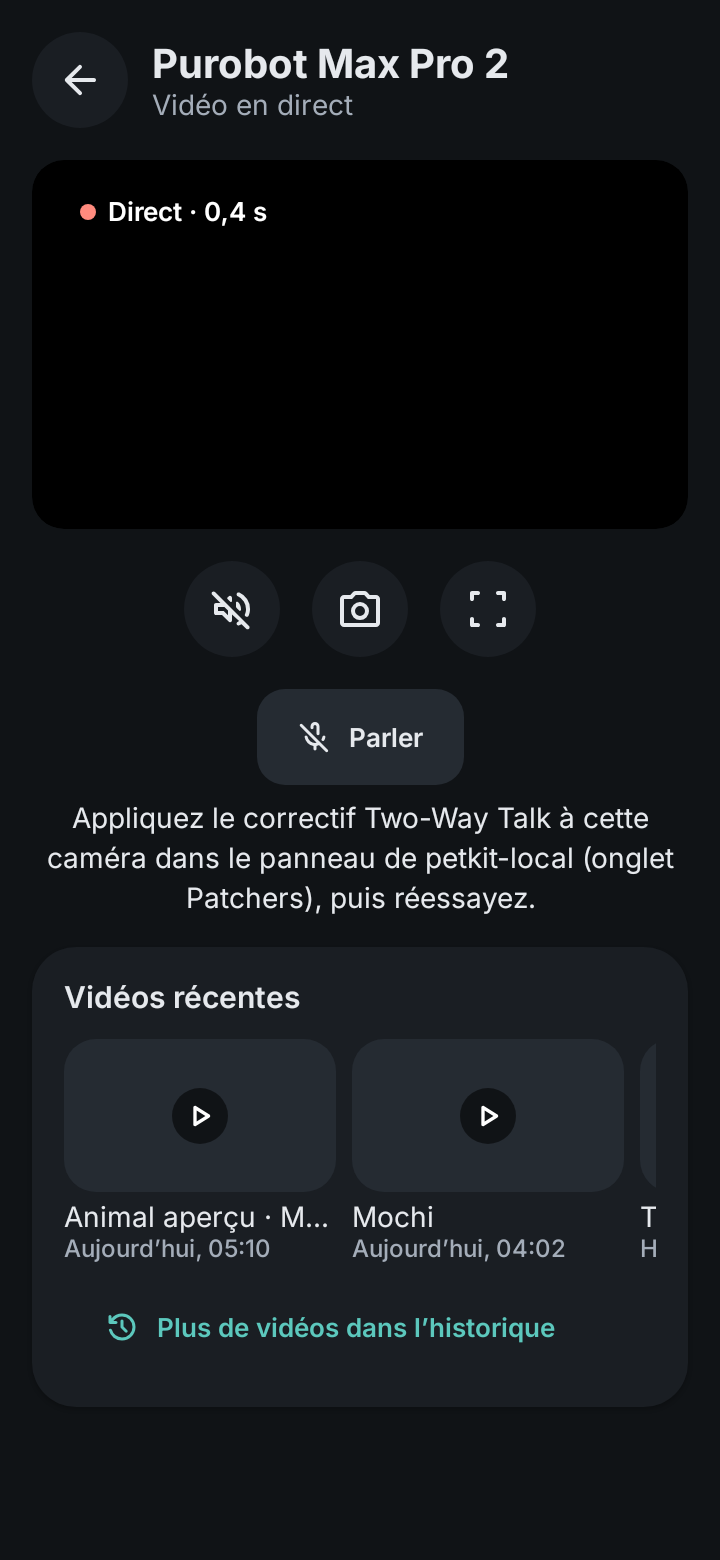 Purobot Max Pro 2
Vidéo en direct
Direct · 0,4 s
Parler
Appliquez le correctif Two-Way Talk à cette
caméra dans le panneau de petkit-local (onglet
Patchers), puis réessayez.
Vidéos récentes
Animal aperçu · M…
Mochi
T
Aujourd’hui, 05:10
Aujourd’hui, 04:02
H
Plus de vidéos dans l’historique